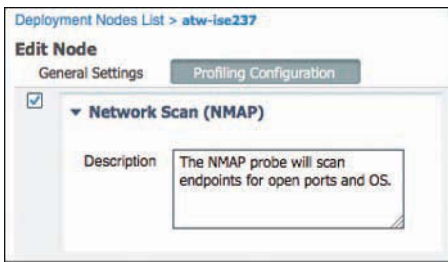 Deployment Nodes List > atw-ise237
Edit Node
General Settings Profiling Configuration
▼ Network Scan (NMAP)
Description The NMAP probe will scan
endpoints for open ports and OS.